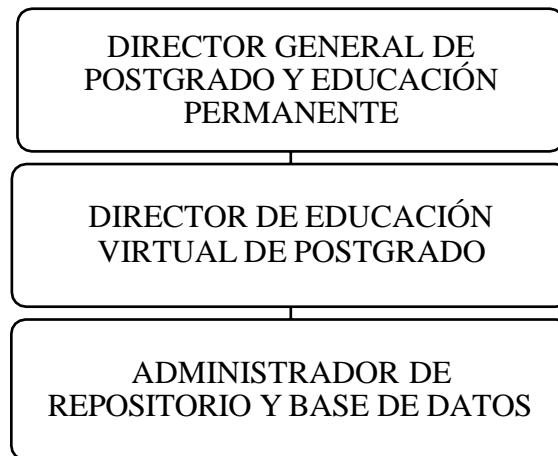 DIRECTOR GENERAL DE
POSTGRADO Y EDUCACIÓN
PERMANENTE
DIRECTOR DE EDUCACIÓN
VIRTUAL DE POSTGRADO
ADMINISTRADOR DE
REPOSITORIO Y BASE DE DATOS